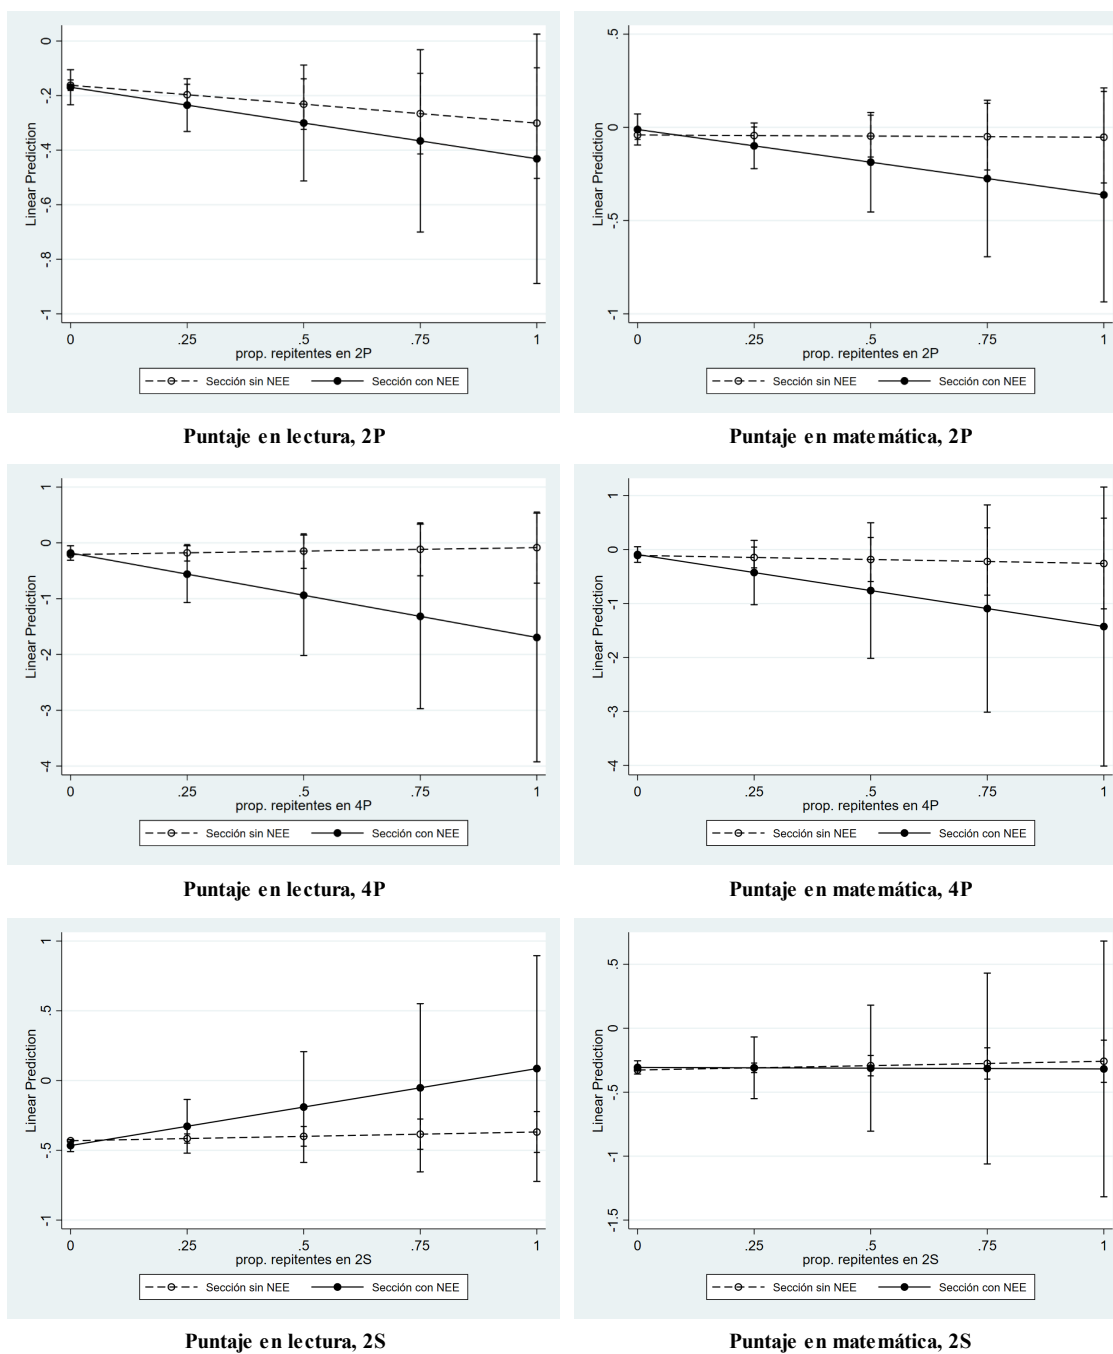 Linear Prediction
0
-.2
-.4
-.6
-.8
-1
0 .25 .5 .75 1
prop. repitentes en 2P
Sección sin NEE Sección con NEE
Puntaje en lectura, 2P
Linear Prediction
.5
0
-.5
-1
0 .25 .5 .75 1
prop. repitentes en 2P
Sección sin NEE Sección con NEE
Puntaje en matemática, 2P
Linear Prediction
1
0
-1
-2
-3
-4
0 .25 .5 .75 1
prop. repitentes en 4P
Sección sin NEE Sección con NEE
Puntaje en lectura, 4P
Linear Prediction
1
0
-1
-2
-3
-4
0 .25 .5 .75 1
prop. repitentes en 4P
Sección sin NEE Sección con NEE
Puntaje en matemática, 4P
Linear Prediction
1
.5
0
-.5
-1
0 .25 .5 .75 1
prop. repitentes en 2S
Sección sin NEE Sección con NEE
Puntaje en lectura, 2S
Linear Prediction
.5
0
-.5
-1
-1.5
0 .25 .5 .75 1
prop. repitentes en 2S
Sección sin NEE Sección con NEE
Puntaje en matemática, 2S